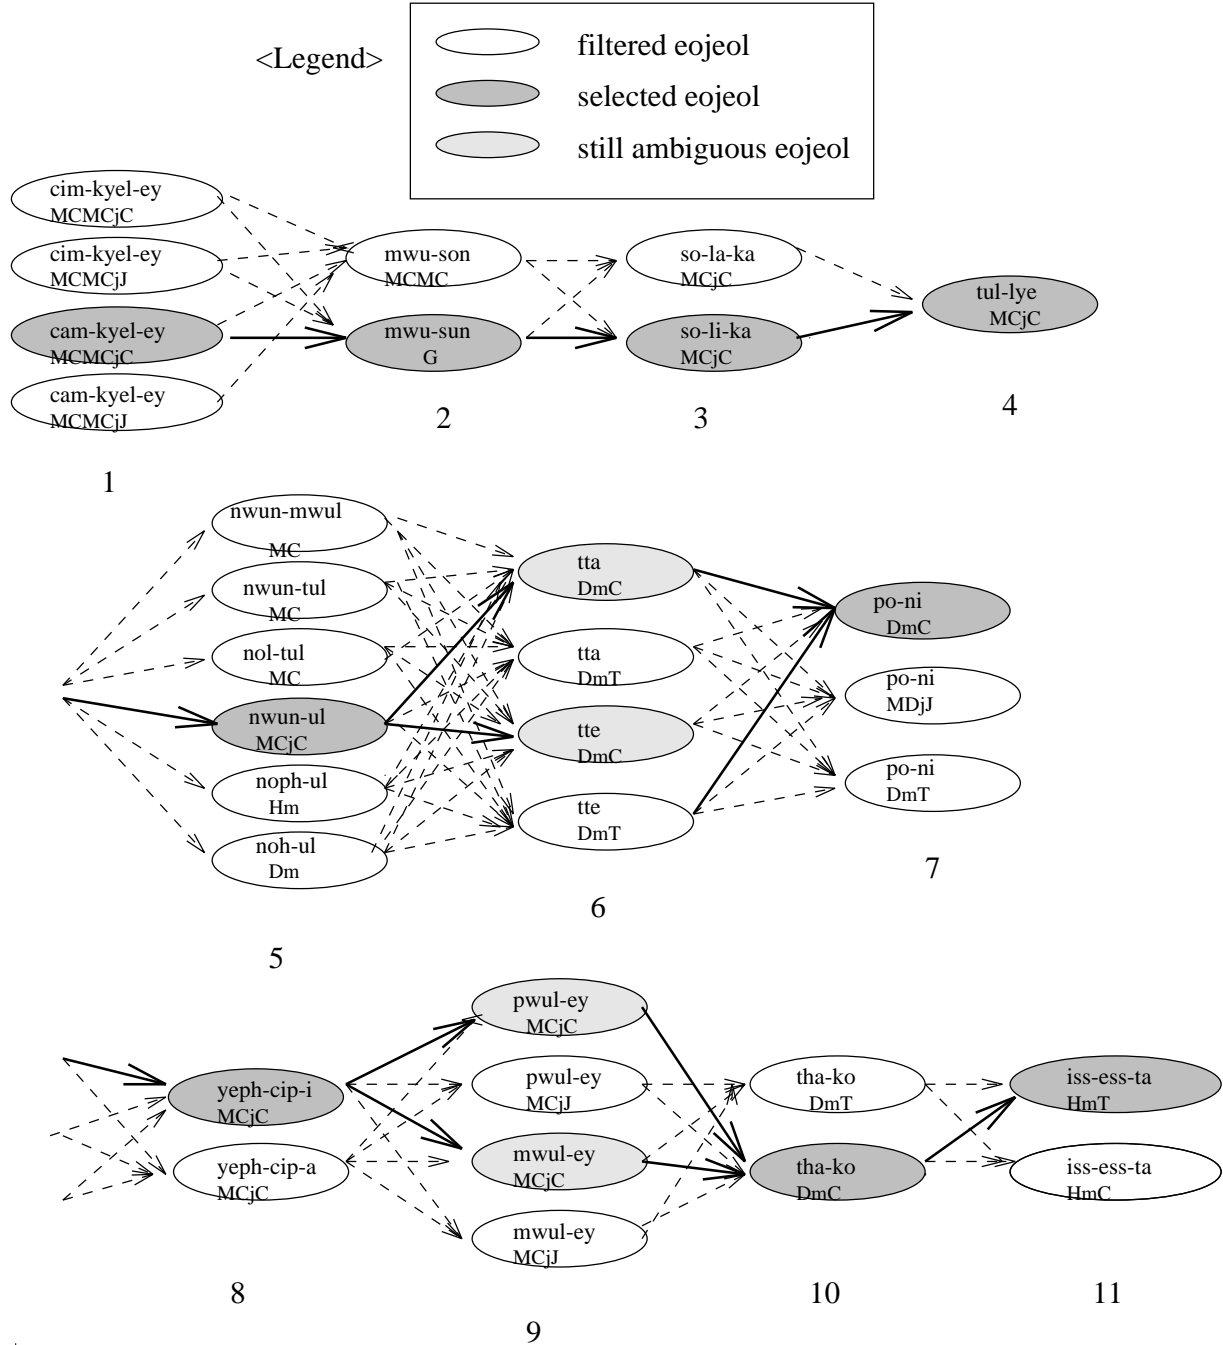 <Legend>
filtered eojeol
selected eojeol
still ambiguous eojeol
cim-kyel-ey
MCMCjC
cim-kyel-ey
MCMCjJ
cam-kyel-ey
MCMCjC
cam-kyel-ey
MCMCjJ
1
mwu-son
MCMC
mwu-sun
G
2
so-la-ka
MCjC
so-li-ka
MCjC
3
tul-lye
MCjC
4
nwun-mwul
MC
nwun-tul
MC
nol-tul
MC
nwun-ul
MCjC
noph-ul
Hm
noh-ul
Dm
5
tta
DmC
tta
DmT
tte
DmC
tte
DmT
6
po-ni
DmC
po-ni
MDjJ
po-ni
DmT
7
yeph-cip-i
MCjC
yeph-cip-a
MCjC
8
pwul-ey
MCjC
pwul-ey
MCjJ
mwul-ey
MCjC
mwul-ey
MCjJ
9
tha-ko
DmT
tha-ko
DmC
10
iss-ess-ta
HmT
iss-ess-ta
HmC
11